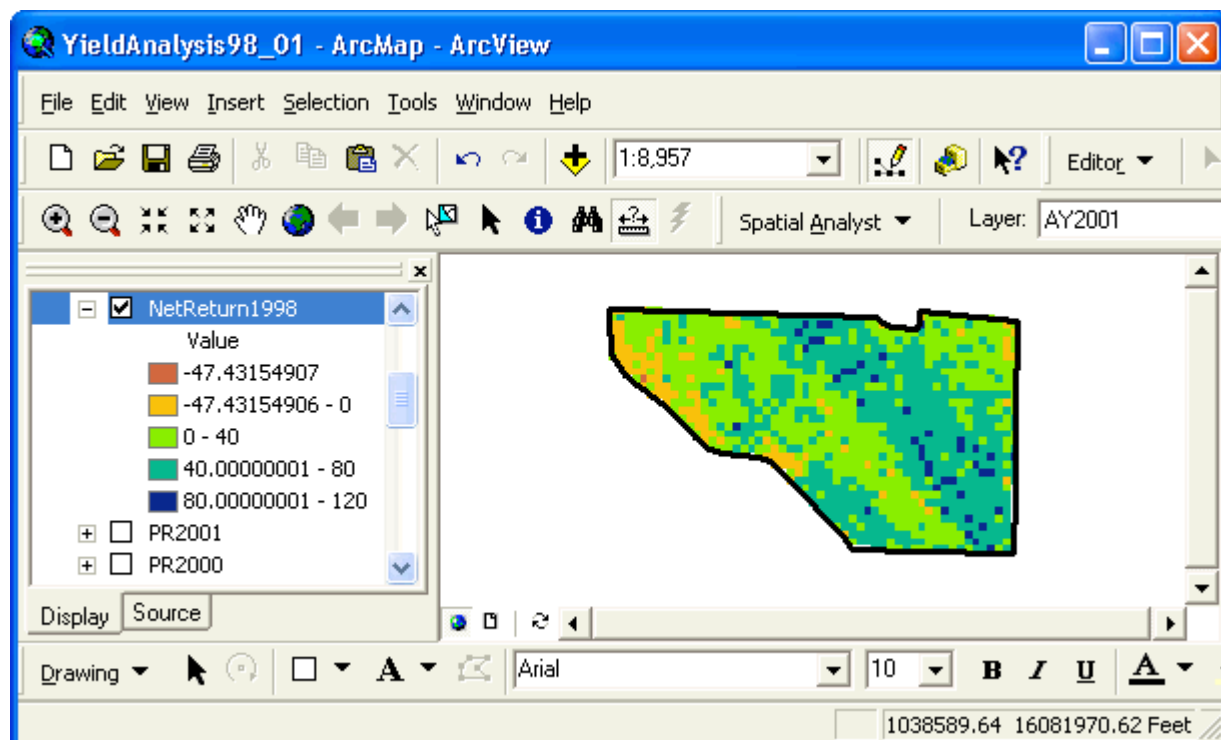 YieldAnalysis98_01 - ArcMap - ArcView
File Edit View Insert Selection Tools Window Help
1:8,957 Editor
Spatial Analyst Layer: AY2001
NetReturn1998
Value
-47.43154907
-47.43154906 - 0
0 - 40
40.00000001 - 80
80.00000001 - 120
PR2001
PR2000
Display Source
Drawing A Arial 10 B I U A
1038589.64 16081970.62 Feet